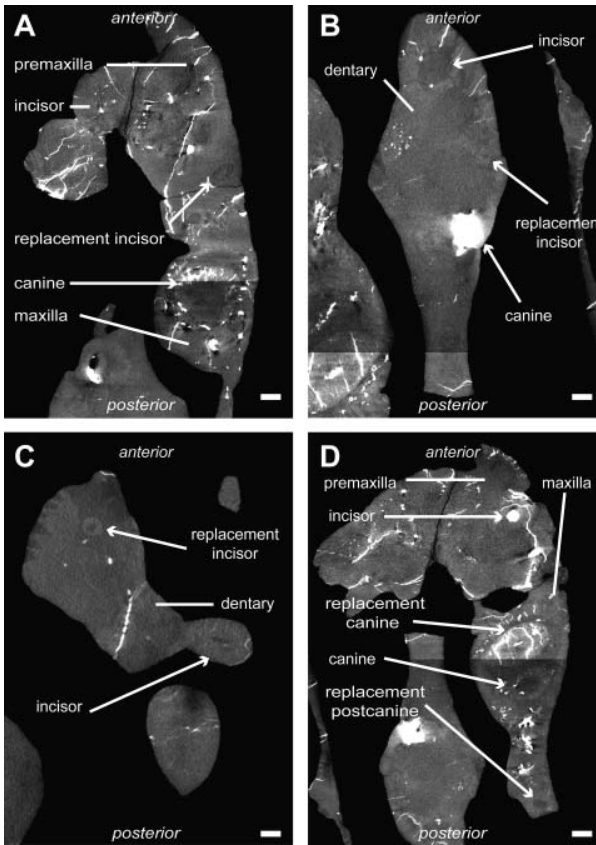 A
anterior
premaxilla
incisor
replacement incisor
canine
maxilla
posterior
B
anterior
incisor
dentary
replacement
incisor
canine
posterior
C
anterior
replacement
incisor
dentary
incisor
posterior
D
anterior
premaxilla
maxilla
incisor
replacement
canine
canine
replacement
postcanine
posterior